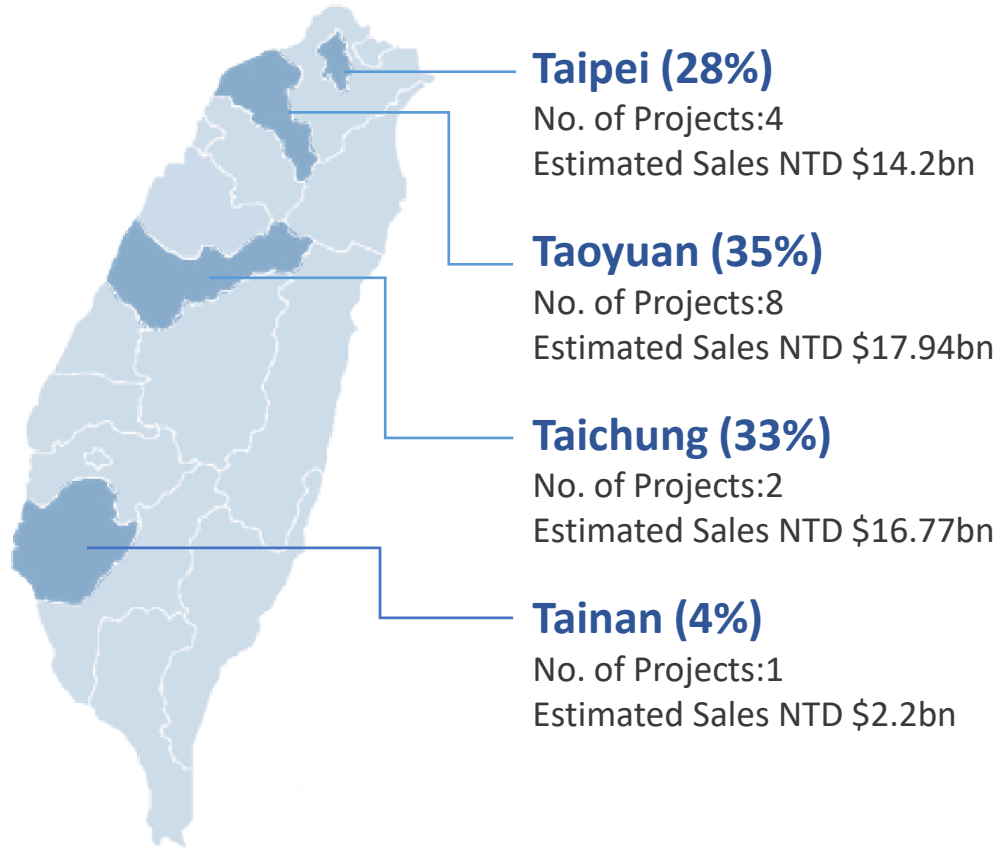 Taipei (28%)
No. of Projects:4
Estimated Sales NTD $14.2bn
Taoyuan (35%)
No. of Projects:8
Estimated Sales NTD $17.94bn
Taichung (33%)
No. of Projects:2
Estimated Sales NTD $16.77bn
Tainan (4%)
No. of Projects:1
Estimated Sales NTD $2.2bn